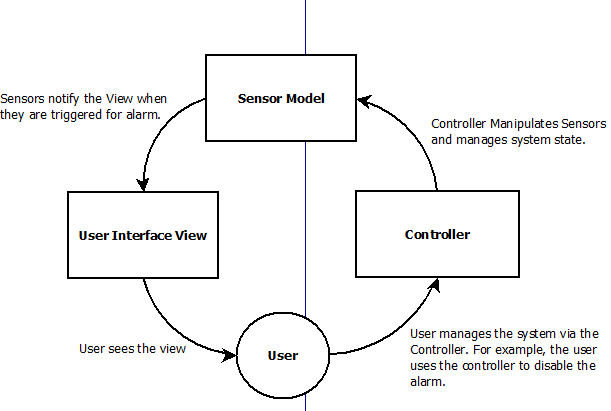 Sensor Model
Sensors notify the View when
they are triggered for alarm.
Controller Manipulates Sensors
and manages system state.
User Interface View
Controller
User sees the view
User
User manages the system via the
Controller. For example, the user
uses the controller to disable the
alarm.